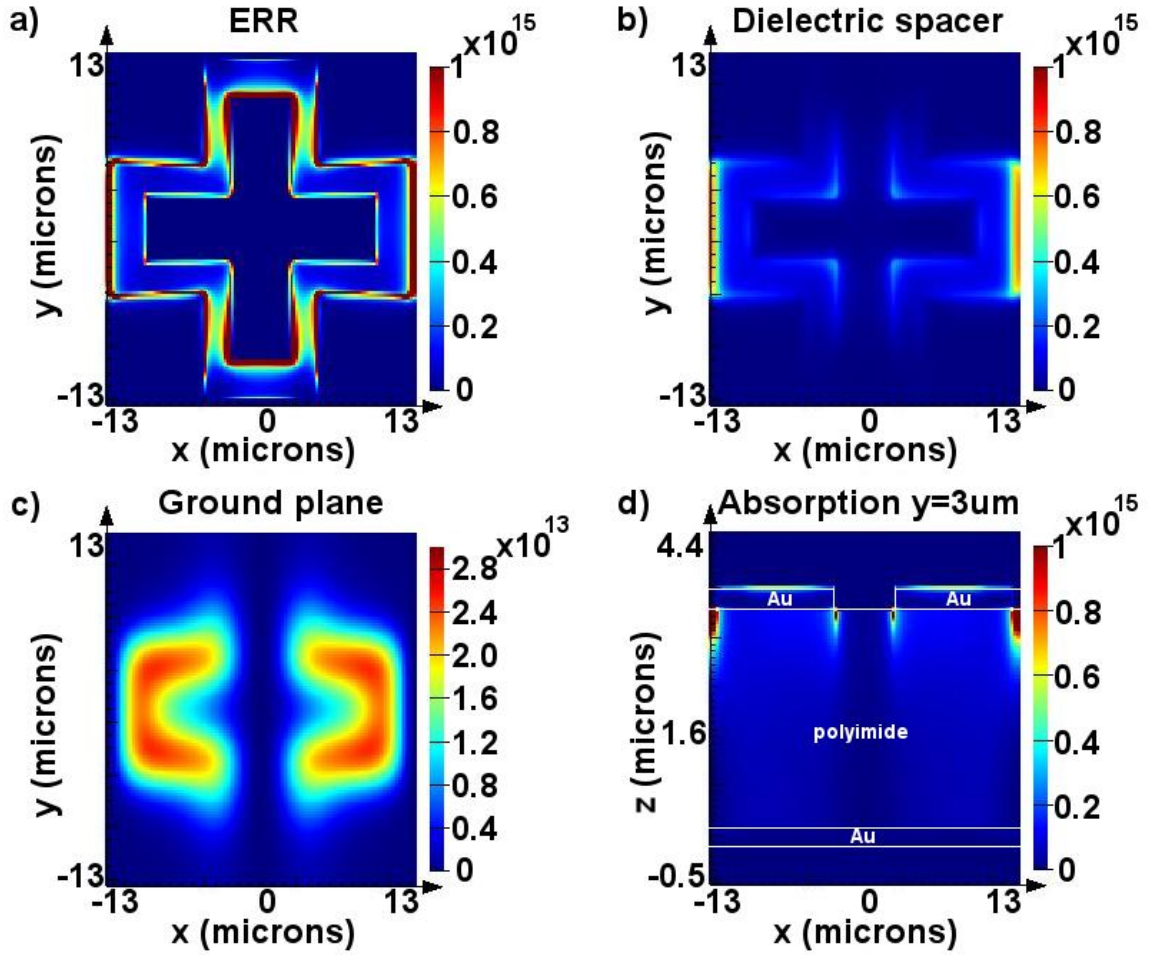 a) ERR
x10^15
13
-13
y (microns)
-13 0 13
x (microns)
1
0.8
0.6
0.4
0.2
0
b) Dielectric spacer
x10^15
13
-13
y (microns)
-13 0 13
x (microns)
1
0.8
0.6
0.4
0.2
0
c) Ground plane
x10^13
13
-13
y (microns)
-13 0 13
x (microns)
2.8
2.4
2.0
1.6
1.2
0.8
0.4
0
d) Absorption y=3um
x10^15
4.4
1.6
-0.5
z (microns)
Au Au
polyimide
Au
-13 0 13
x (microns)
1
0.8
0.6
0.4
0.2
0